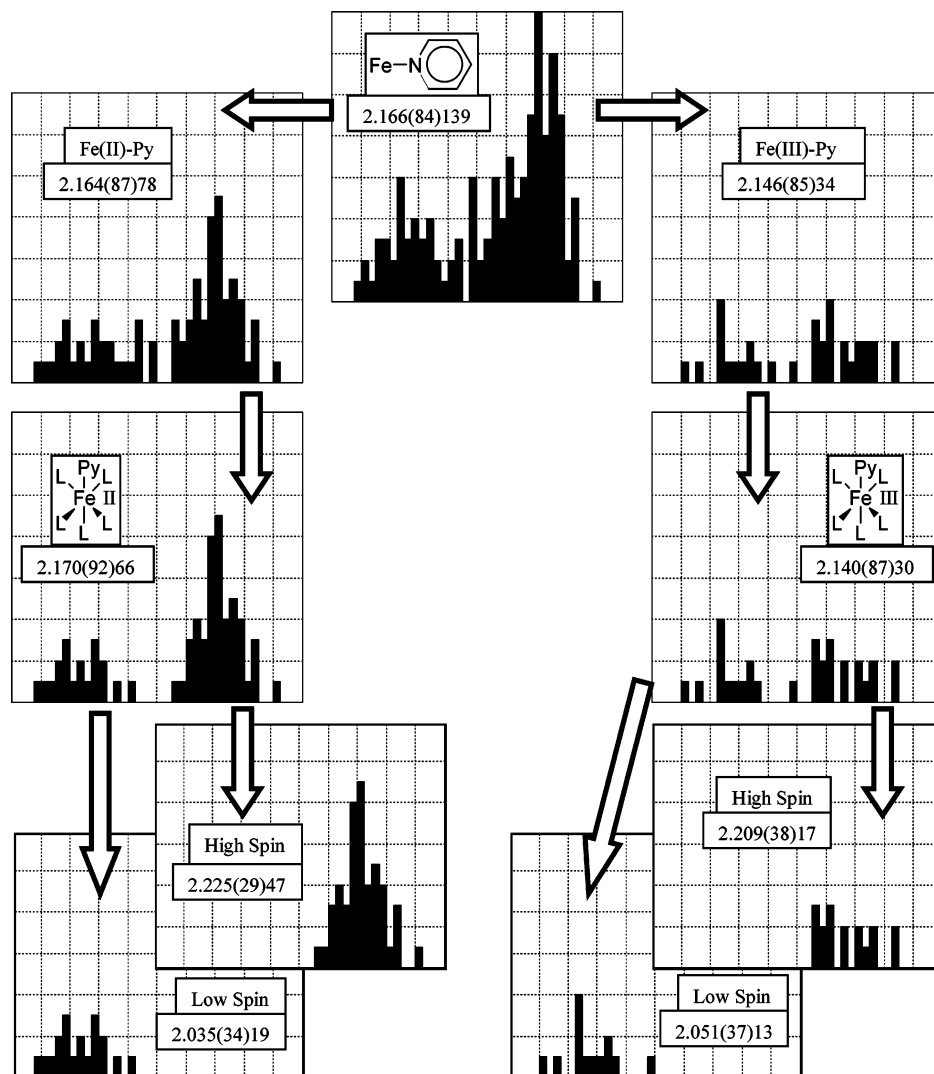 Fe—N
2.166(84)139
Fe(II)-Py
2.164(87)78
Fe(III)-Py
2.146(85)34
Py
L L
Fe II
L L
L
2.170(92)66
Py
L L
Fe III
L L
L
2.140(87)30
High Spin
2.225(29)47
High Spin
2.209(38)17
Low Spin
2.035(34)19
Low Spin
2.051(37)13